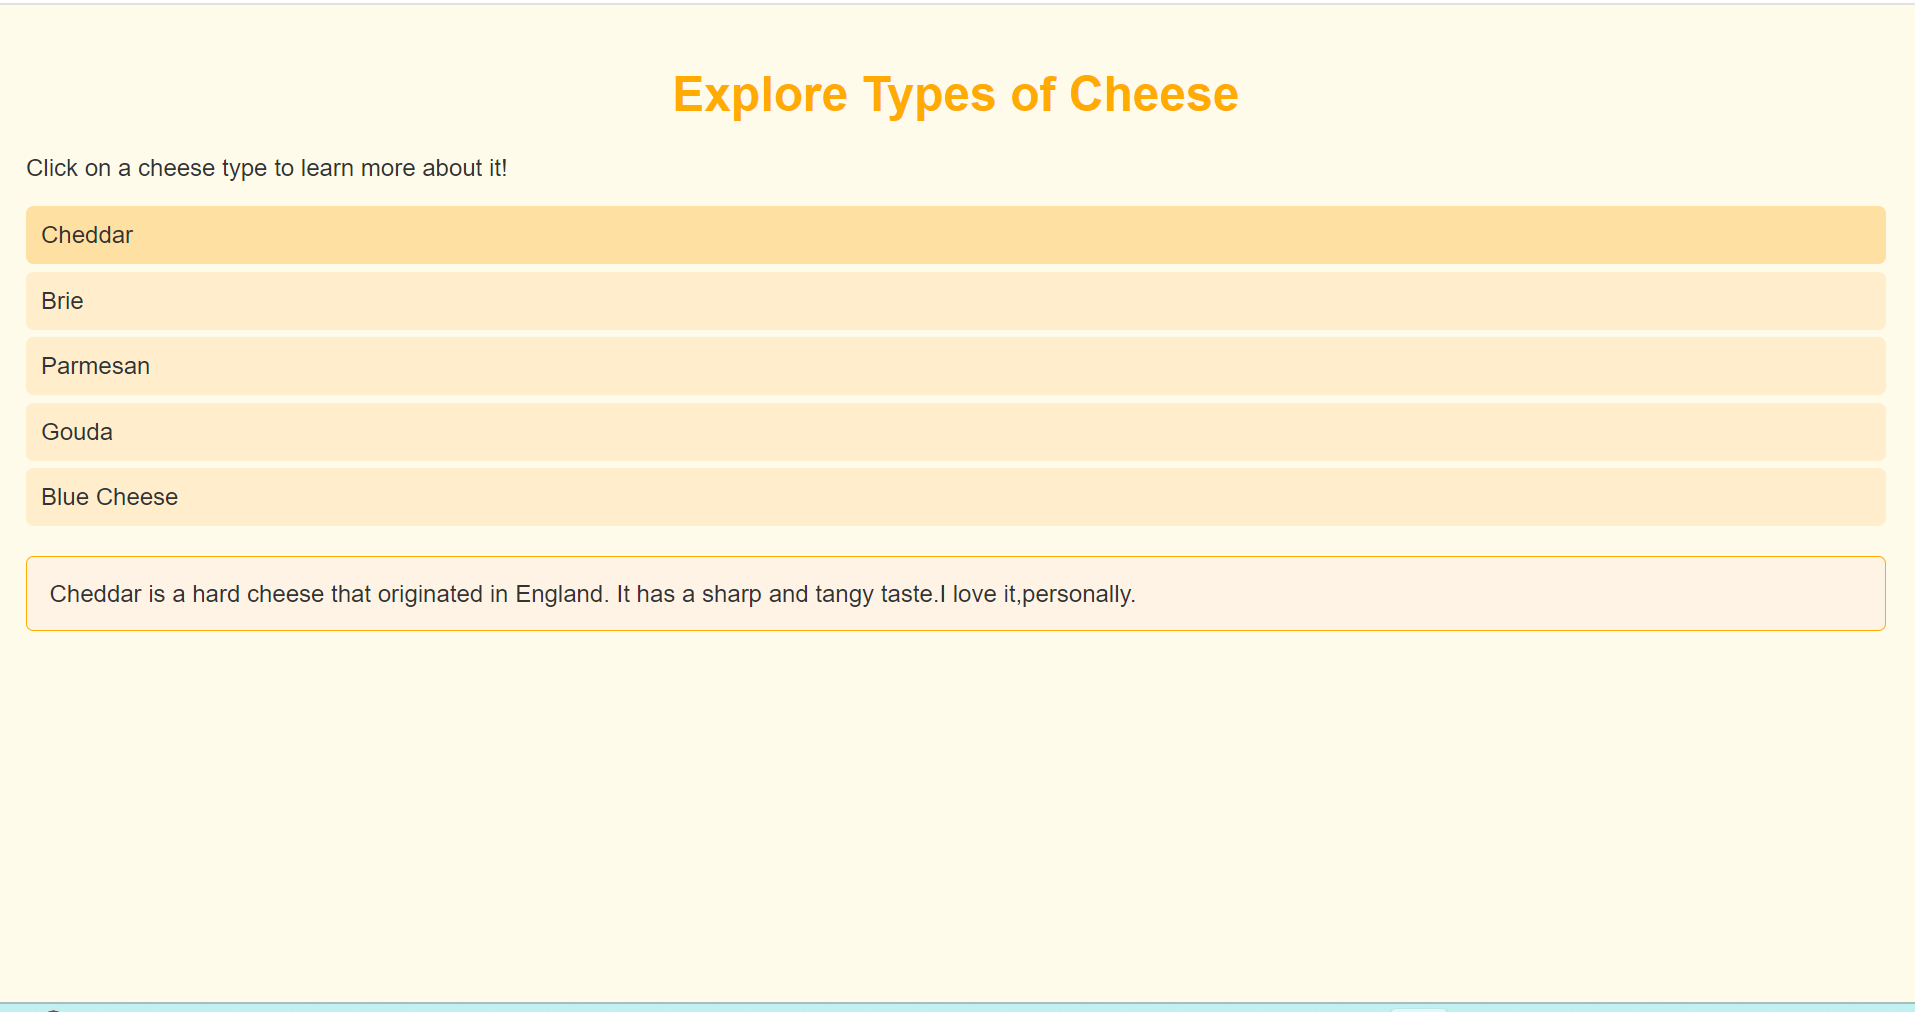 Explore Types of Cheese
Click on a cheese type to learn more about it!
Cheddar
Brie
Parmesan
Gouda
Blue Cheese
Cheddar is a hard cheese that originated in England. It has a sharp and tangy taste.I love it,personally.